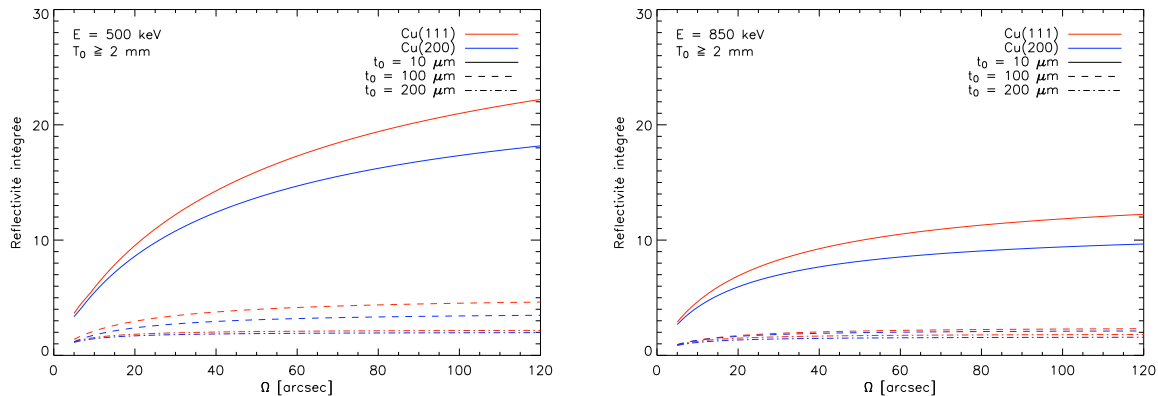 30
20
10
0
0
20
40
60
80
100
120
Reflectivité intégrée
Ω [arcsec]
E = 500 keV
T₀ ≧ 2 mm
Cu(111)
Cu(200)
t₀ = 10 μm
t₀ = 100 μm
t₀ = 200 μm
30
20
10
0
0
20
40
60
80
100
120
Reflectivité intégrée
Ω [arcsec]
E = 850 keV
T₀ ≧ 2 mm
Cu(111)
Cu(200)
t₀ = 10 μm
t₀ = 100 μm
t₀ = 200 μm